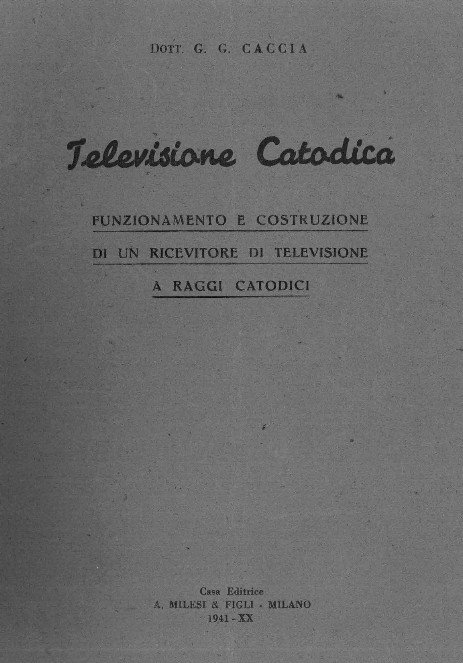 DOTT. G. G. CACCIA
Televisione Catodica
FUNZIONAMENTO E COSTRUZIONE
DI UN RICEVITORE DI TELEVISIONE
A RAGGI CATODICI
Casa Editrice
A. MILESI & FIGLI - MILANO
1941 - XX